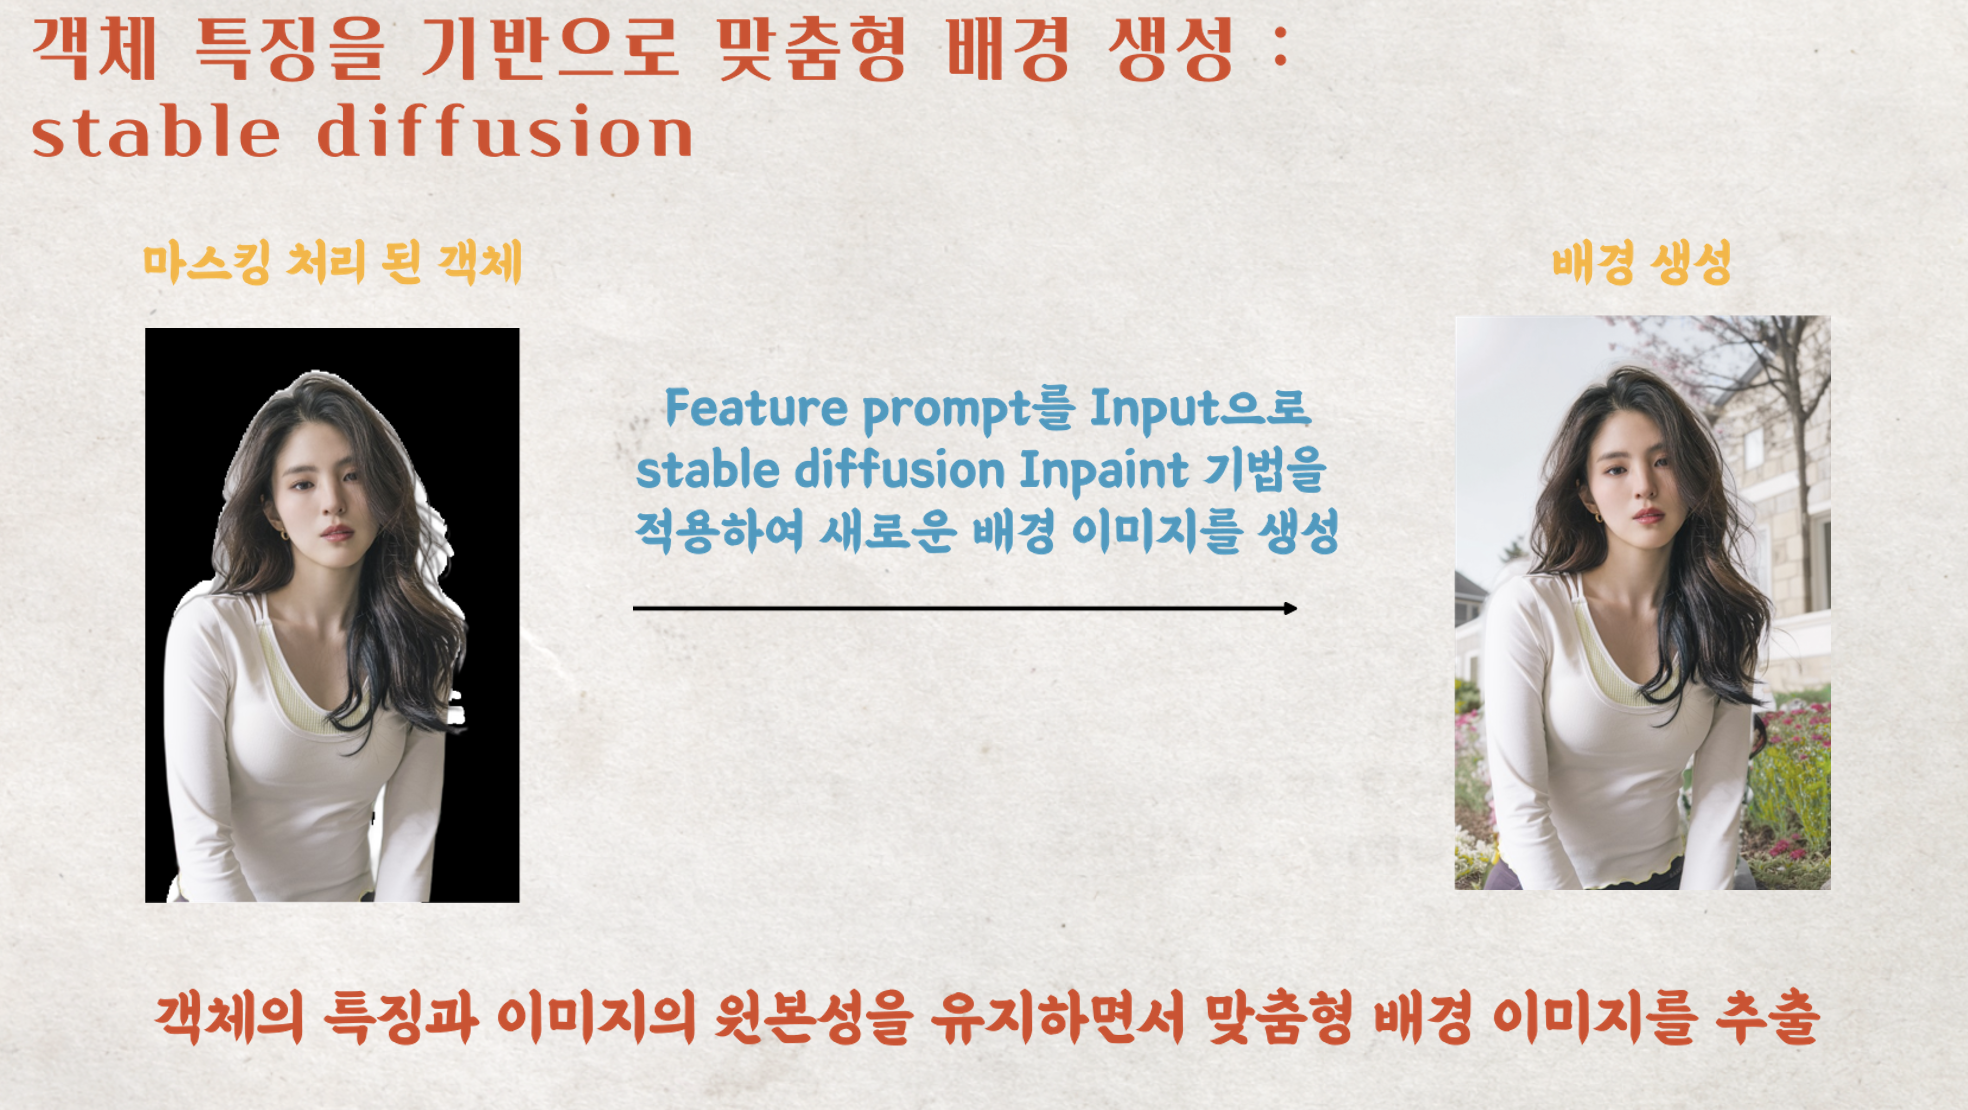 객체 특징을 기반으로 맞춤형 배경 생성 :
stable diffusion
마스킹 처리 된 객체
배경 생성
Feature prompt를 Input으로
stable diffusion Inpaint 기법을
적용하여 새로운 배경 이미지를 생성
객체의 특징과 이미지의 원본성을 유지하면서 맞춤형 배경 이미지를 추출